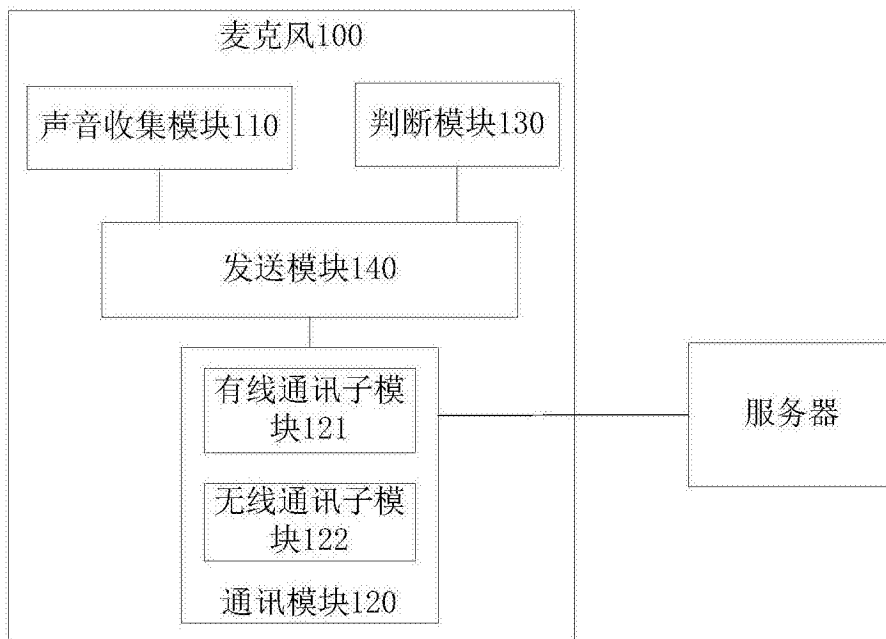 麦克风100
声音收集模块110
判断模块130
发送模块140
有线通讯子模
块121
服务器
无线通讯子模
块122
通讯模块120